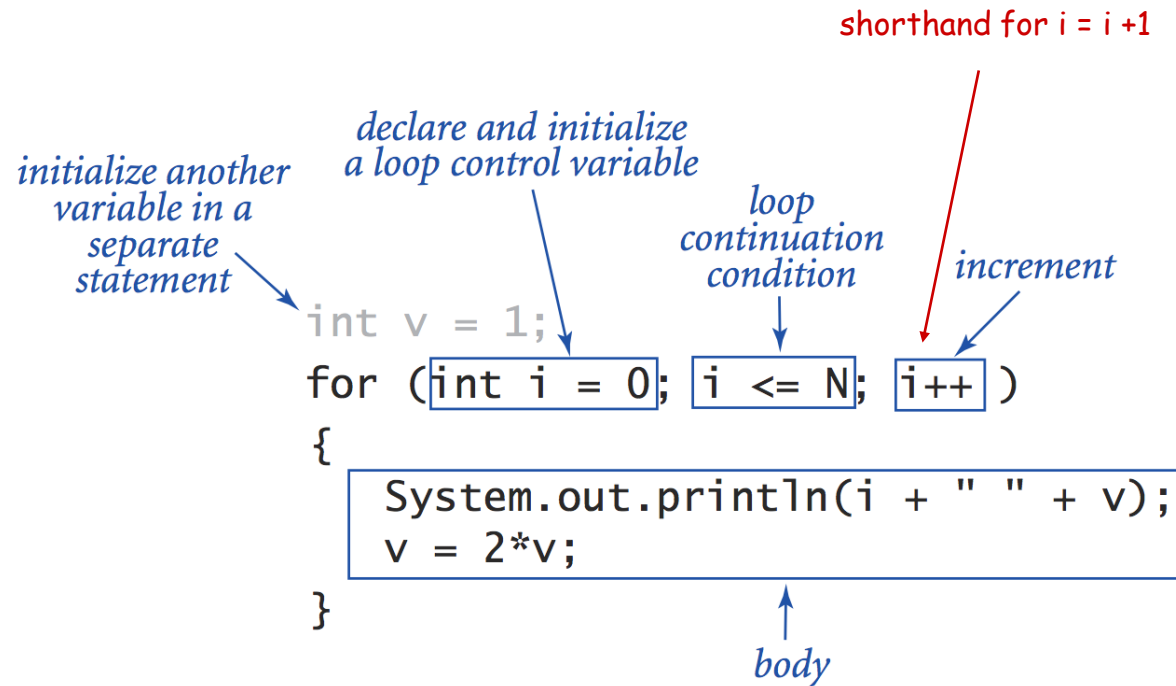 shorthand for i = i +1
declare and initialize
a loop control variable
initialize another
variable in a
separate
statement
loop
continuation
condition
increment
int v = 1;
for (int i = 0; i <= N; i++ )
{
System.out.println(i + " " + v);
v = 2*v;
}
body